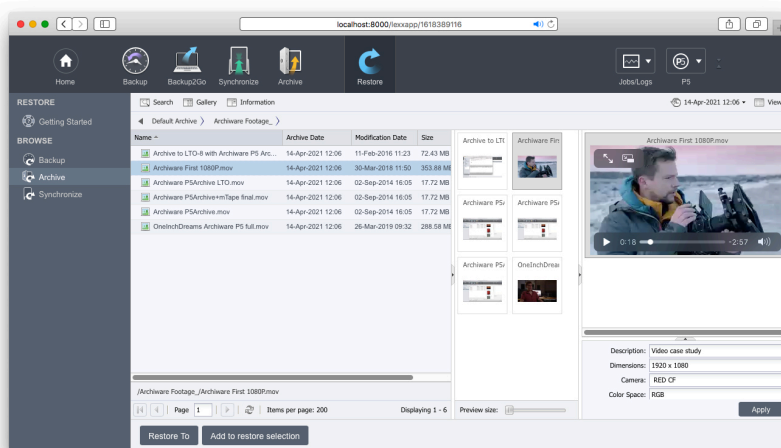 localhost:8000/lexxapp/1618389116
Home
Backup
Backup2Go
Synchronize
Archive
Restore
Jobs/Logs
P5
P5
RESTORE
Getting Started
BROWSE
Backup
Archive
Synchronize
Search Gallery Information
14-Apr-2021 12:06 View
Default Archive Archiware Footage_
Name Archive Date Modification Date Size
Archive to LTO-8 with Archiware P5 Arc... 14-Apr-2021 12:06 11-Feb-2016 11:23 72.43 MB
Archiware First 1080P.mov 14-Apr-2021 12:06 30-Mar-2018 11:50 353.88 MB
Archiware P5Archive LTO.mov 14-Apr-2021 12:06 02-Sep-2014 16:05 17.72 MB
Archiware P5Archive+mTape final.mov 14-Apr-2021 12:06 02-Sep-2014 16:05 17.72 MB
Archiware P5Archive.mov 14-Apr-2021 12:06 02-Sep-2014 16:05 17.72 MB
OneInchDreams Archiware P5 full.mov 14-Apr-2021 12:06 26-Mar-2019 09:32 288.58 MB
Archive to LTO
Archiware Firs
Archiware P5A
Archiware P5A
Archiware P5A
OneInchDream
Archiware First 1080P.mov
0:18 -2:57
Description: Video case study
Dimensions: 1920 x 1080
Camera: RED CF
Color Space: RGB
Apply
/Archiware Footage_/Archiware First 1080P.mov
Page 1 Items per page: 200 Displaying 1 - 6
Preview size:
Restore To Add to restore selection